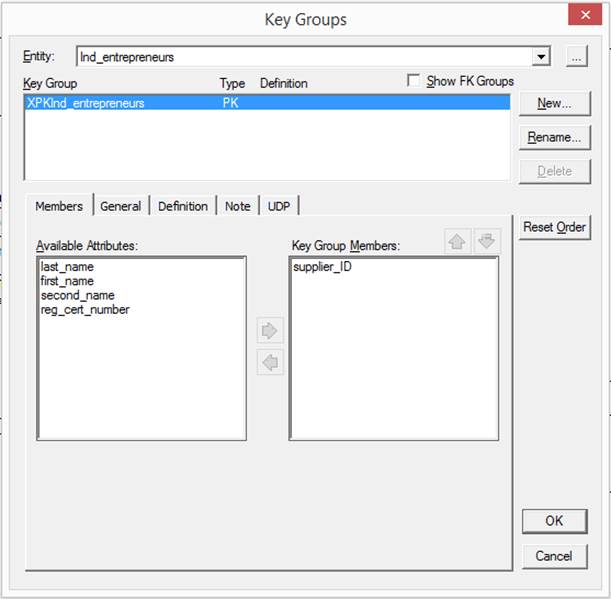 Key Groups
Entity: Ind_entrepreneurs ...
Key Group Type Definition Show FK Groups
XPKInd_entrepreneurs PK
New...
Rename...
Delete
Members General Definition Note UDP
Reset Order
Available Attributes: Key Group Members:
last_name supplier_ID
first_name
second_name
reg_cert_number
OK
Cancel